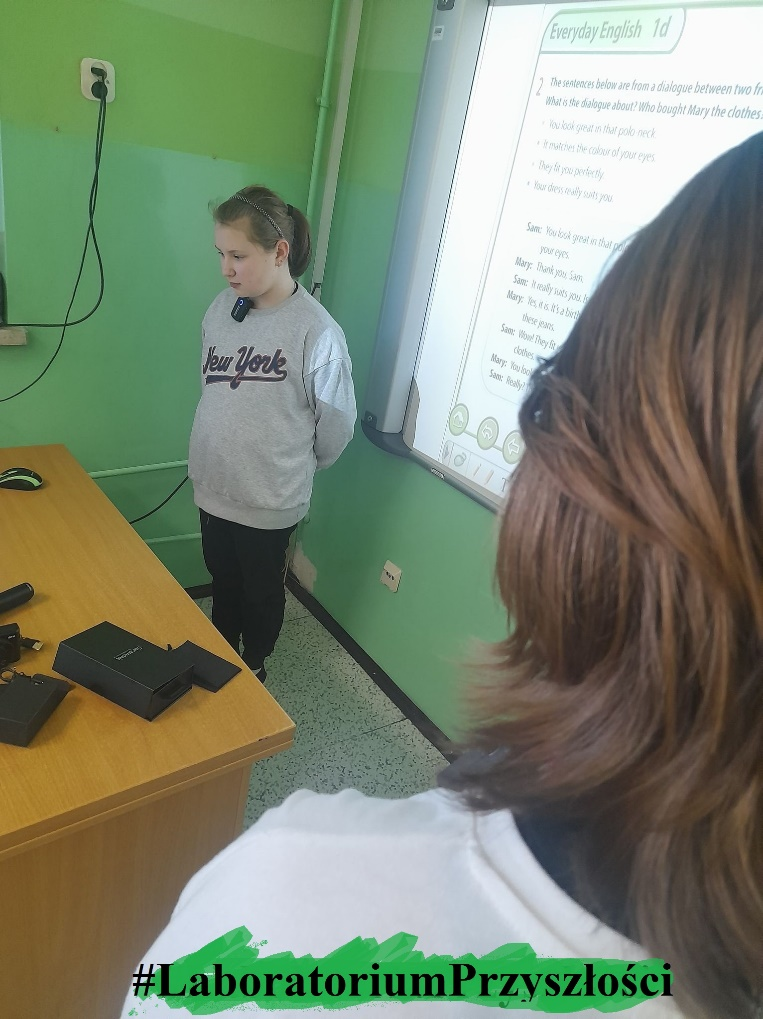 Everyday English 1d
2 The sentences below are from a dialogue between two
What is the dialogue about? Who bought Mary the clothes?
• You look great in that polo neck.
• It matches the colour of your eyes.
• They fit you perfectly.
• Your dress really suits you.
Sam: You look great in that
your eyes.
Mary: Thank you, Sam.
Sam: It really suits you.
Mary: Yes, it is. It's a
these jeans.
Sam: Wow! They fit
clothes.
Mary: You
Sam: Really?
New York
#LaboratoriumPrzyszłości